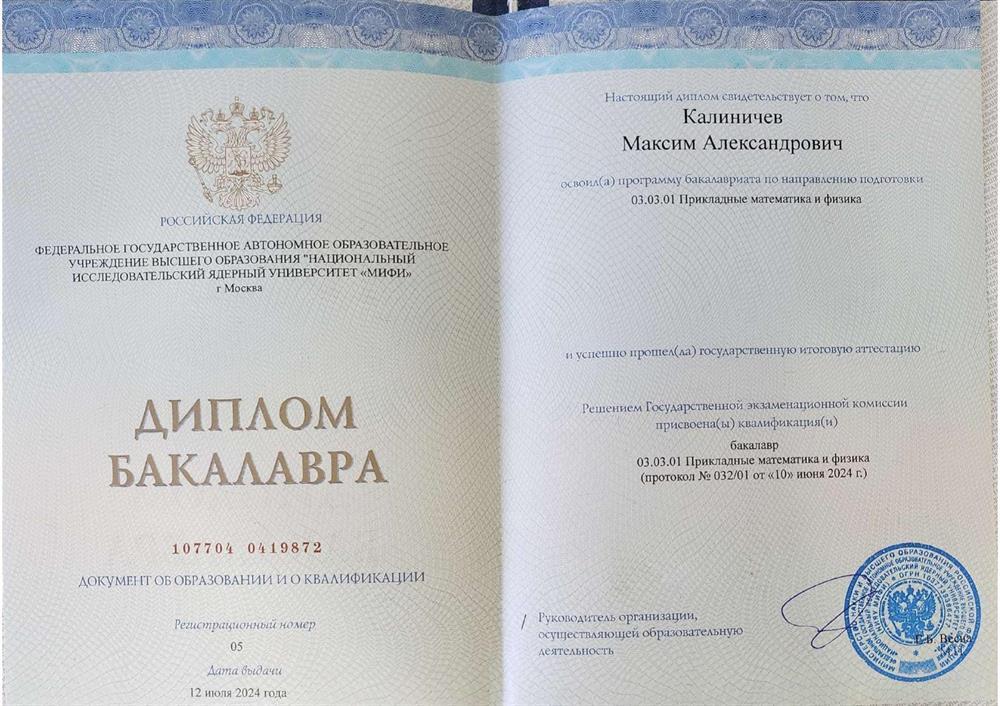 РОССИЙСКАЯ ФЕДЕРАЦИЯ
ФЕДЕРАЛЬНОЕ ГОСУДАРСТВЕННОЕ АВТОНОМНОЕ ОБРАЗОВАТЕЛЬНОЕ
УЧРЕЖДЕНИЕ ВЫСШЕГО ОБРАЗОВАНИЯ "НАЦИОНАЛЬНЫЙ
ИССЛЕДОВАТЕЛЬСКИЙ ЯДЕРНЫЙ УНИВЕРСИТЕТ «МИФИ»
г Москва
ДИПЛОМ
БАКАЛАВРА
107704 0419872
ДОКУМЕНТ ОБ ОБРАЗОВАНИИ И О КВАЛИФИКАЦИИ
Регистрационный номер
05
Дата выдачи
12 июля 2024 года
Настоящий диплом свидетельствует о том, что
Калиничев
Максим Александрович
освоил(а) программу бакалавриата по направлению подготовки
03.03.01 Прикладные математика и физика
и успешно прошел(ла) государственную итоговую аттестацию
Решением Государственной экзаменационной комиссии
присвоена(ы) квалификация(и)
бакалавр
03.03.01 Прикладные математика и физика
(протокол № 032/01 от «10» июня 2024 г.)
/ Руководитель организации,
осуществляющей образовательную
деятельность